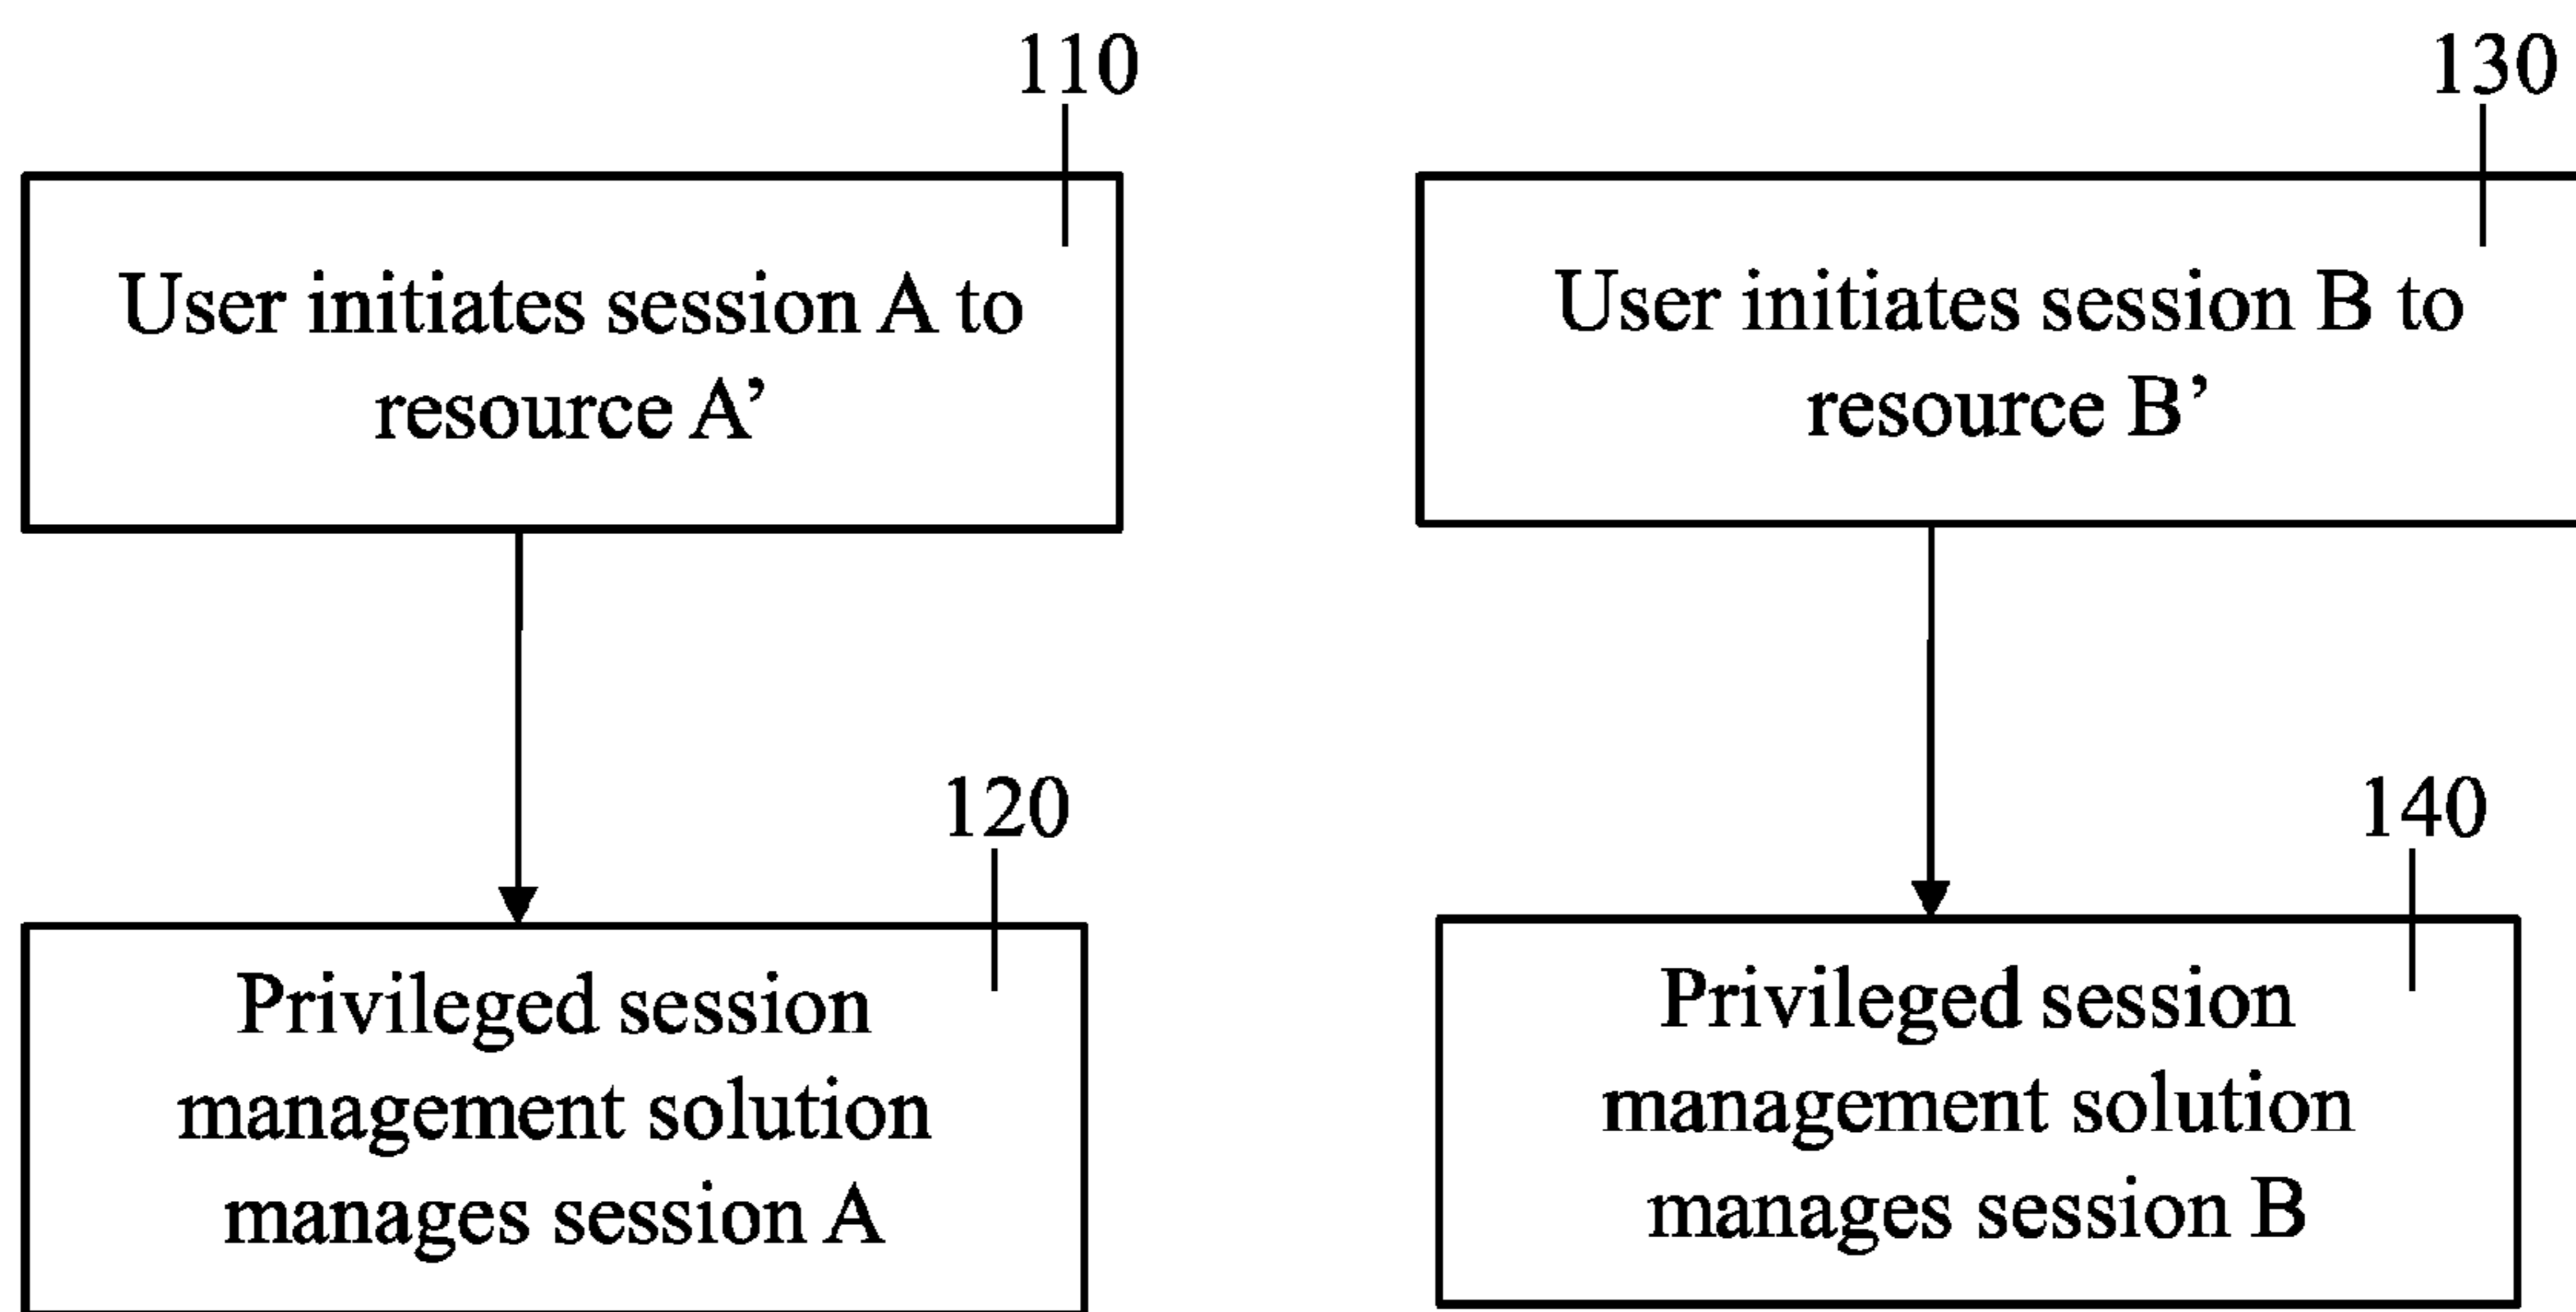 110
User initiates session A to
resource A’
120
Privileged session
management solution
manages session A
130
User initiates session B to
resource B’
140
Privileged session
management solution
manages session B